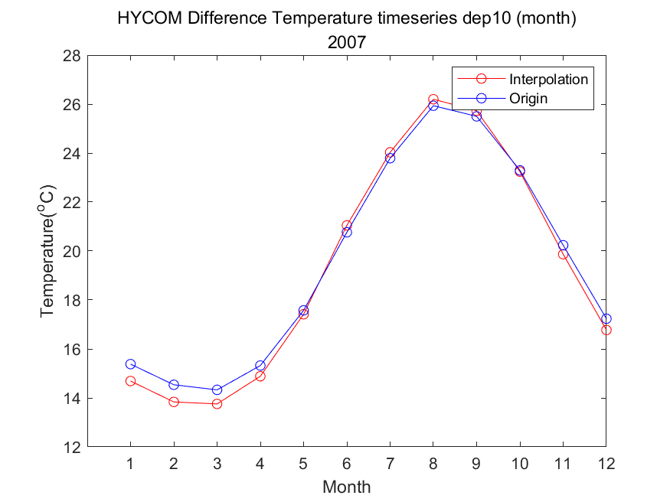 HYCOM Difference Temperature timeseries dep10 (month)
2007
28
26
24
22
20
18
16
14
12
Temperature(°C)
Interpolation
Origin
1 2 3 4 5 6 7 8 9 10 11 12
Month